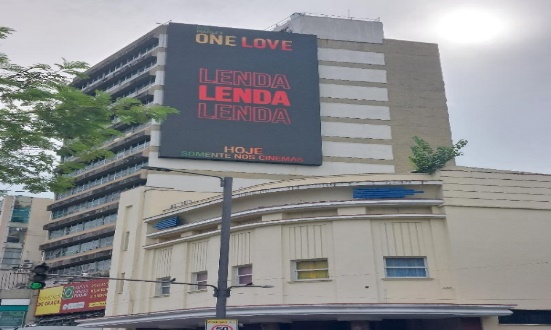 ONE LOVE
LENDA
LENDA
LENDA
HOJE
SOMENTE NOS CINEMAS